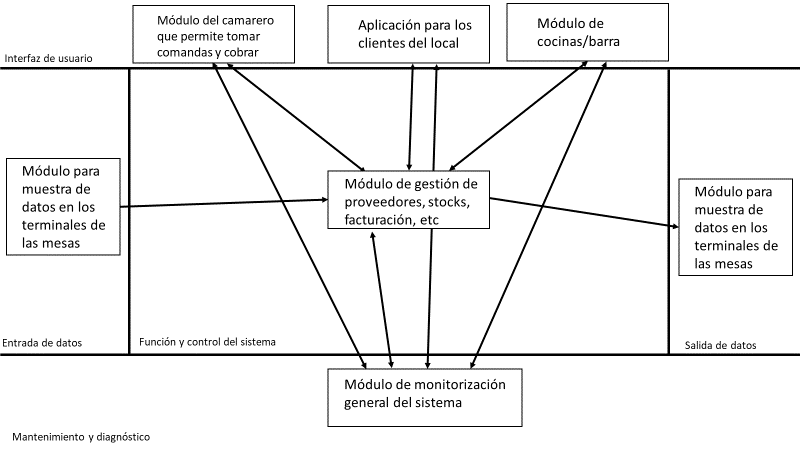 Módulo del camarero
que permite tomar
comandas y cobrar
Aplicación para los
clientes del local
Módulo de
cocinas/barra
Interfaz de usuario
Módulo para
muestra de
datos en los
terminales de
las mesas
Módulo de gestión de
proveedores, stocks,
facturación, etc
Módulo para
muestra de
datos en los
terminales de
las mesas
Entrada de datos
Función y control del sistema
Salida de datos
Módulo de monitorización
general del sistema
Mantenimiento y diagnóstico